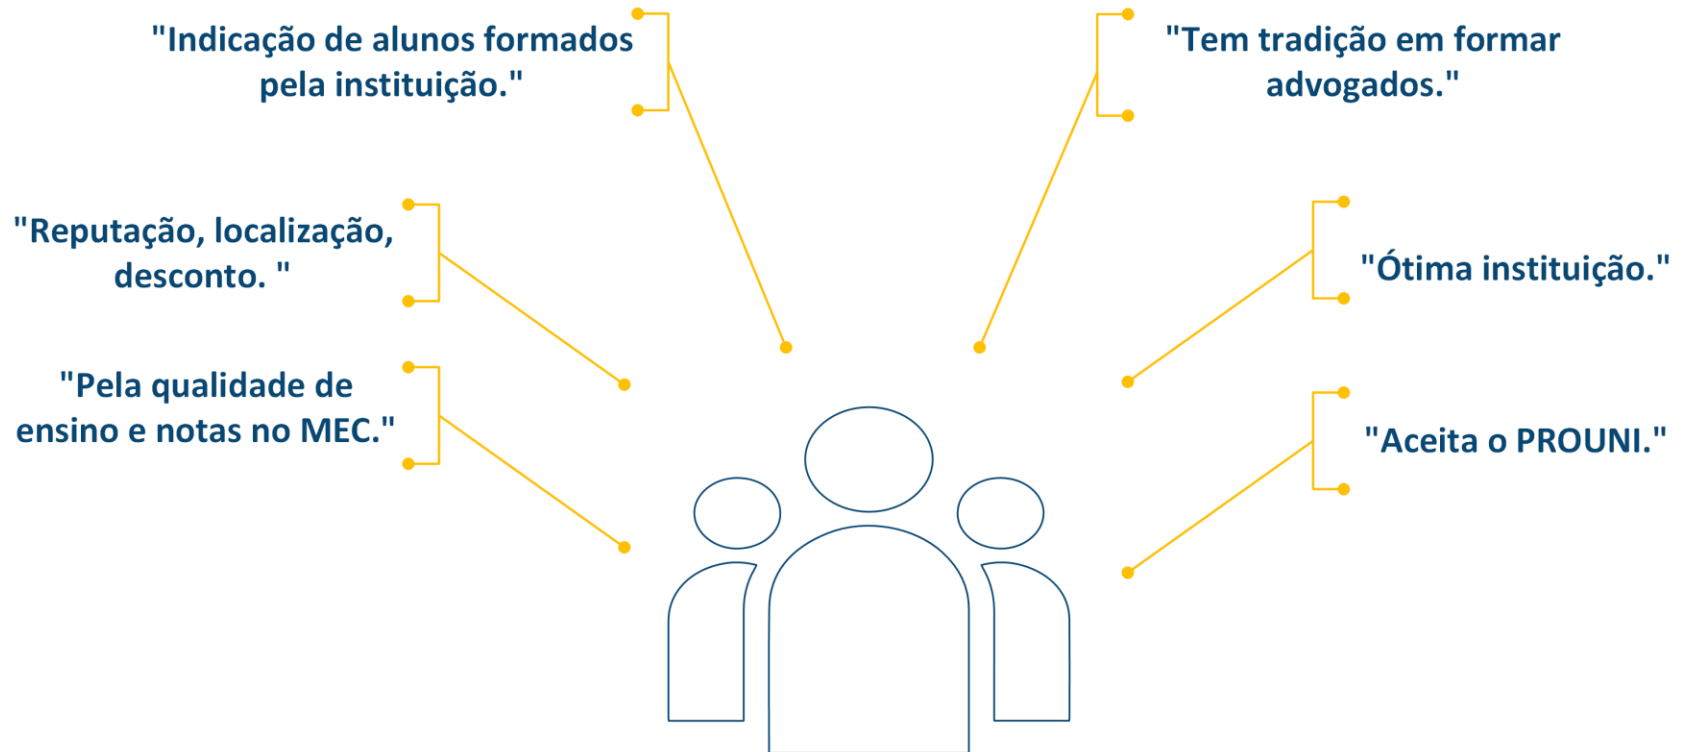 "Indicação de alunos formados
pela instituição."
"Tem tradição em formar
advogados."
"Reputação, localização,
desconto. "
"Ótima instituição."
"Pela qualidade de
ensino e notas no MEC."
"Aceita o PROUNI."